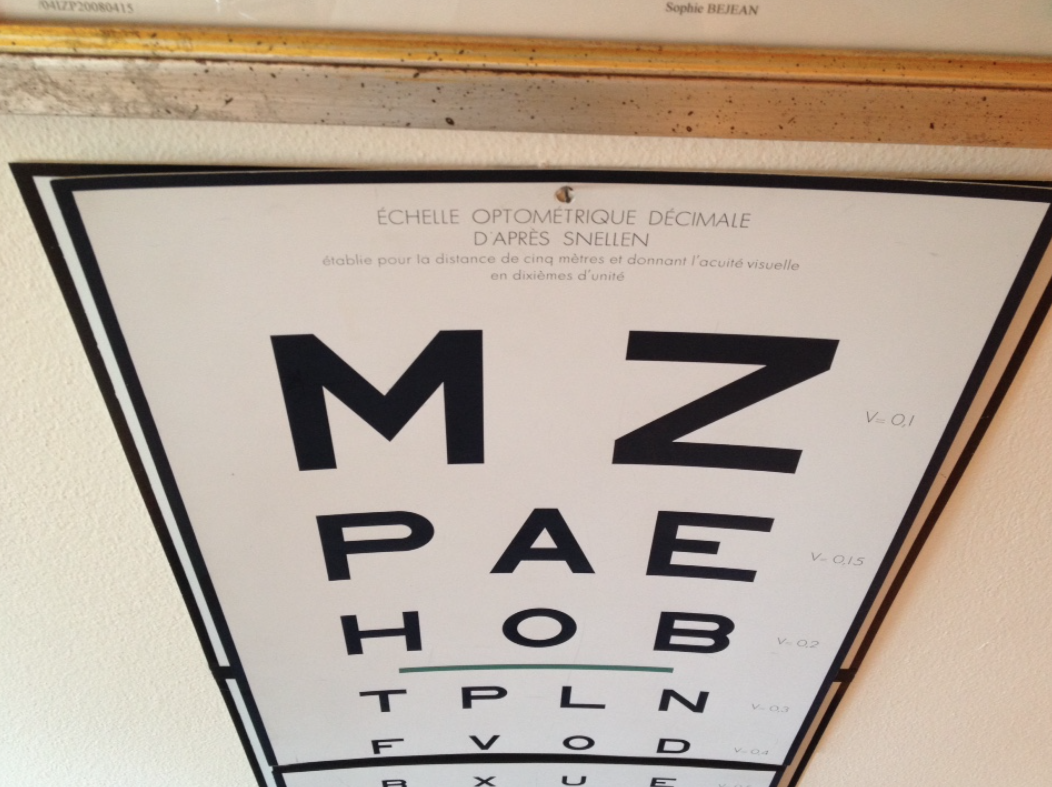 /04IZP20080415
Sophie BEJEAN
ÉCHELLE OPTOMÉTRIQUE DÉCIMALE
D'APRÈS SNELLEN
établie pour la distance de cinq mètres et donnant l'acuité visuelle
en dixièmes d'unité
M Z V=0,1
P A E V=0,15
H O B V=0,2
T P L N V=0,3
F V O D V=0,4
R X U E